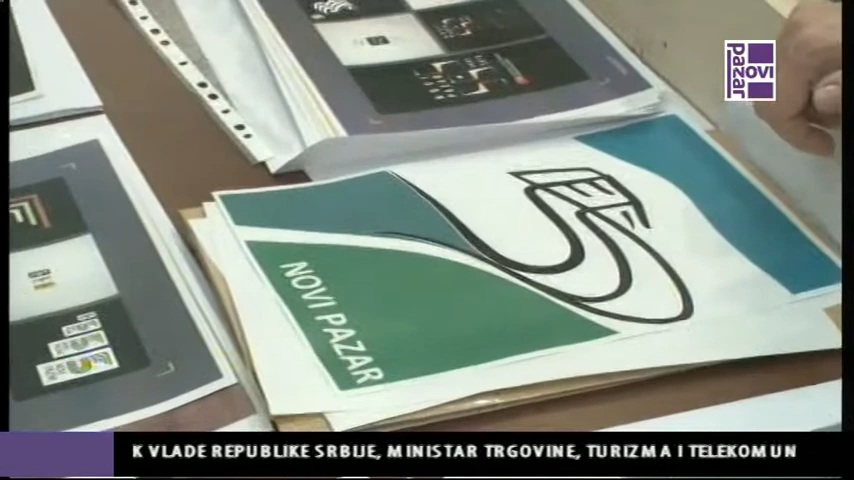 NOVI
pazar
NOVI PAZAR
K VLADE REPUBLIKE SRBIJE, MINISTAR TRGOVINE, TURIZMA I TELEKOMUN